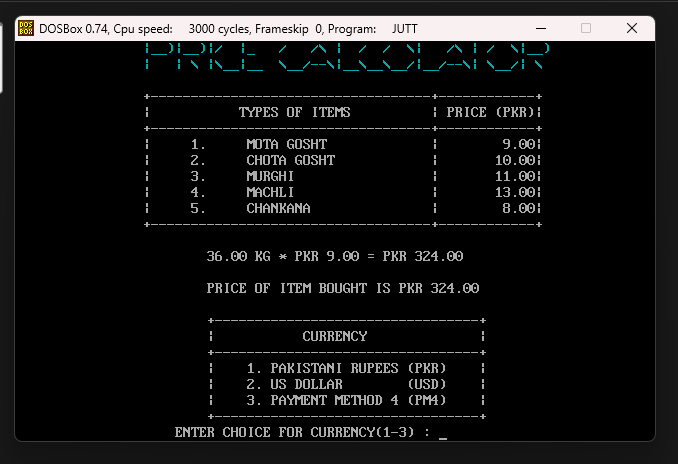 DOSBox 0.74, Cpu speed: 3000 cycles, Frameskip 0, Program: JUTT
PRICE CALCULATOR
TYPES OF ITEMS PRICE (PKR)
1. MOTA GOSHT 9.00
2. CHOTA GOSHT 10.00
3. MURGHI 11.00
4. MACHLI 13.00
5. CHANKANA 8.00
36.00 KG * PKR 9.00 = PKR 324.00
PRICE OF ITEM BOUGHT IS PKR 324.00
CURRENCY
1. PAKISTANI RUPEES (PKR)
2. US DOLLAR (USD)
3. PAYMENT METHOD 4 (PM4)
ENTER CHOICE FOR CURRENCY(1-3) : _